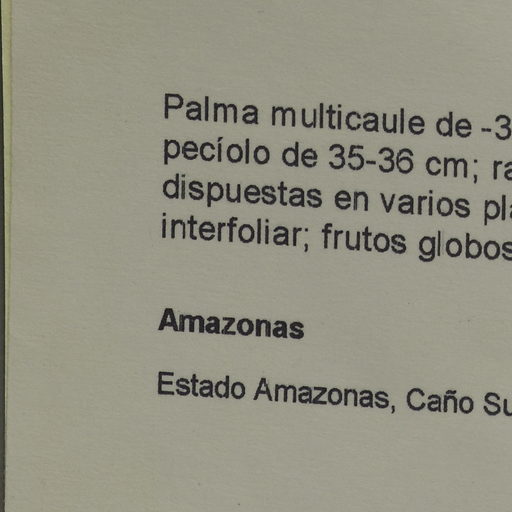 Palma multicaule de -3
pecíolo de 35-36 cm; ra
dispuestas en varios pla
interfoliar; frutos globos
Amazonas
Estado Amazonas, Caño Su